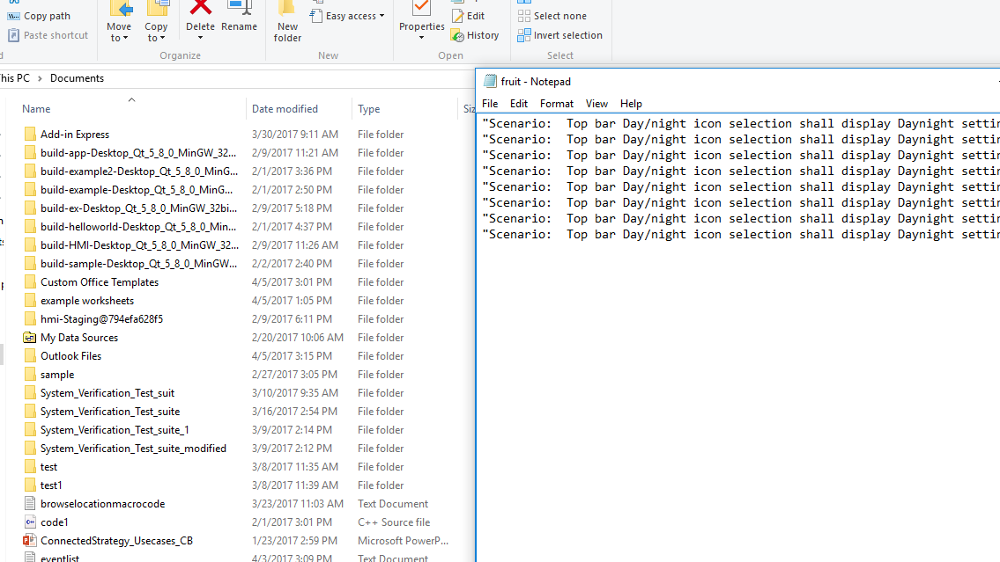 Copy path
Paste shortcut
Move to
Copy to
Delete
Rename
Organize
New folder
Easy access
New
Properties
Edit
History
Open
Select none
Invert selection
Select
his PC > Documents
Name Date modified Type Siz
Add-in Express 3/30/2017 9:11 AM File folder
build-app-Desktop_Qt_5_8_0_MinGW_32... 2/9/2017 11:21 AM File folder
build-example2-Desktop_Qt_5_8_0_MinG... 2/1/2017 3:36 PM File folder
build-example-Desktop_Qt_5_8_0_MinG... 2/1/2017 2:50 PM File folder
build-ex-Desktop_Qt_5_8_0_MinGW_32bi... 2/9/2017 5:18 PM File folder
build-helloworld-Desktop_Qt_5_8_0_Min... 2/1/2017 4:37 PM File folder
build-HMI-Desktop_Qt_5_8_0_MinGW_32... 2/9/2017 11:26 AM File folder
build-sample-Desktop_Qt_5_8_0_MinGW... 2/2/2017 2:40 PM File folder
Custom Office Templates 4/5/2017 3:01 PM File folder
example worksheets 4/5/2017 1:05 PM File folder
hmi-Staging@794efa628f5 2/9/2017 6:11 PM File folder
My Data Sources 2/20/2017 10:06 AM File folder
Outlook Files 4/5/2017 3:15 PM File folder
sample 2/27/2017 3:05 PM File folder
System_Verification_Test_suit 3/10/2017 9:35 AM File folder
System_Verification_Test_suite 3/16/2017 2:54 PM File folder
System_Verification_Test_suite_1 3/9/2017 2:14 PM File folder
System_Verification_Test_suite_modified 3/9/2017 2:12 PM File folder
test 3/8/2017 11:35 AM File folder
test1 3/8/2017 11:39 AM File folder
browselocationmacrocode 3/23/2017 11:03 AM Text Document
code1 2/1/2017 3:01 PM C++ Source file
ConnectedStrategy_Usecases_CB 1/23/2017 2:59 PM Microsoft PowerP...
eventlist 4/3/2017 3:09 PM Text Document
fruit - Notepad
File Edit Format View Help
"Scenario:  Top bar Day/night icon selection shall display Daynight settin
"Scenario:  Top bar Day/night icon selection shall display Daynight settin
"Scenario:  Top bar Day/night icon selection shall display Daynight settin
"Scenario:  Top bar Day/night icon selection shall display Daynight settin
"Scenario:  Top bar Day/night icon selection shall display Daynight settin
"Scenario:  Top bar Day/night icon selection shall display Daynight settin
"Scenario:  Top bar Day/night icon selection shall display Daynight settin
"Scenario:  Top bar Day/night icon selection shall display Daynight settin